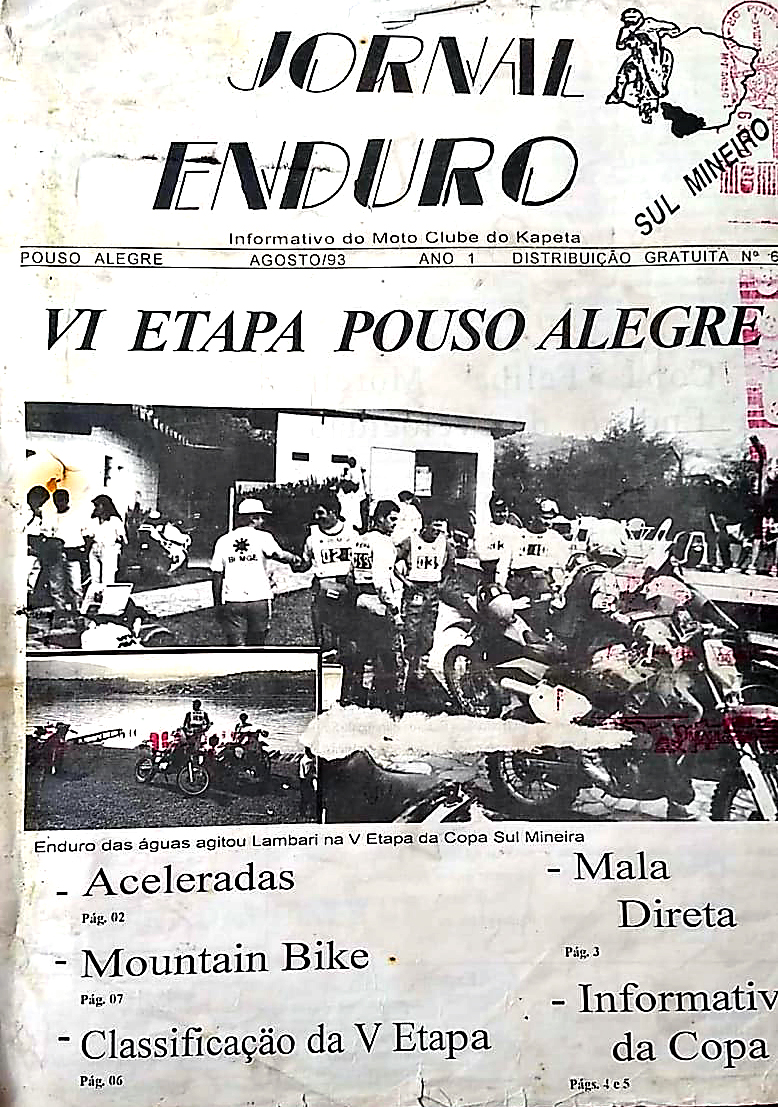 JORNAL
ENDURO
SUL MINEIRO
Informativo do Moto Clube do Kapeta
POUSO ALEGRE AGOSTO/93 ANO 1 DISTRIBUIÇÃO GRATUITA Nº 6
VI ETAPA POUSO ALEGRE
Enduro das águas agitou Lambari na V Etapa da Copa Sul Mineira
- Aceleradas
Pág. 02
- Mountain Bike
Pág. 07
- Classificação da V Etapa
Pág. 06
- Mala
Direta
Pág. 3
- Informativ
da Copa
Págs. 4 e 5